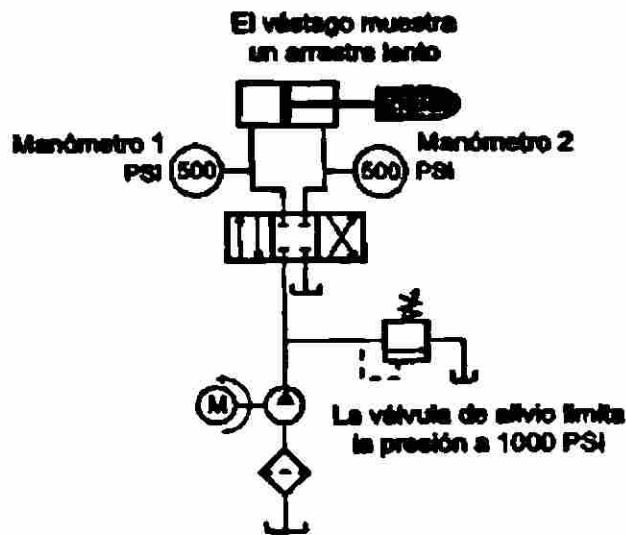 El vástago muestra
un arrastre lento
Manómetro 1
PSI
500
Manómetro 2
500
PSI
M
La válvula de alivio limita
la presión a 1000 PSI